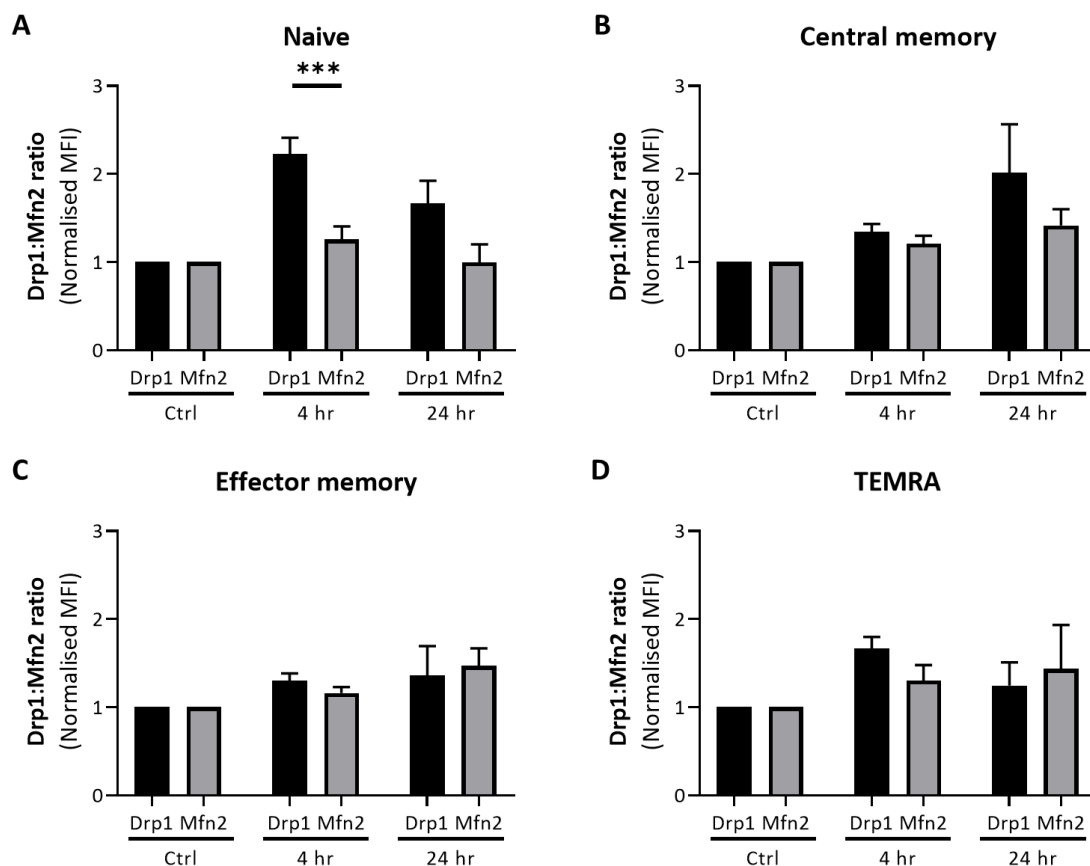 A
Naive
***
Drp1:Mfn2 ratio
(Normalised MFI)
3
2
1
0
Drp1 Mfn2 Drp1 Mfn2 Drp1 Mfn2
Ctrl 4 hr 24 hr
B
Central memory
Drp1:Mfn2 ratio
(Normalised MFI)
3
2
1
0
Drp1 Mfn2 Drp1 Mfn2 Drp1 Mfn2
Ctrl 4 hr 24 hr
C
Effector memory
Drp1:Mfn2 ratio
(Normalised MFI)
3
2
1
0
Drp1 Mfn2 Drp1 Mfn2 Drp1 Mfn2
Ctrl 4 hr 24 hr
D
TEMRA
Drp1:Mfn2 ratio
(Normalised MFI)
3
2
1
0
Drp1 Mfn2 Drp1 Mfn2 Drp1 Mfn2
Ctrl 4 hr 24 hr